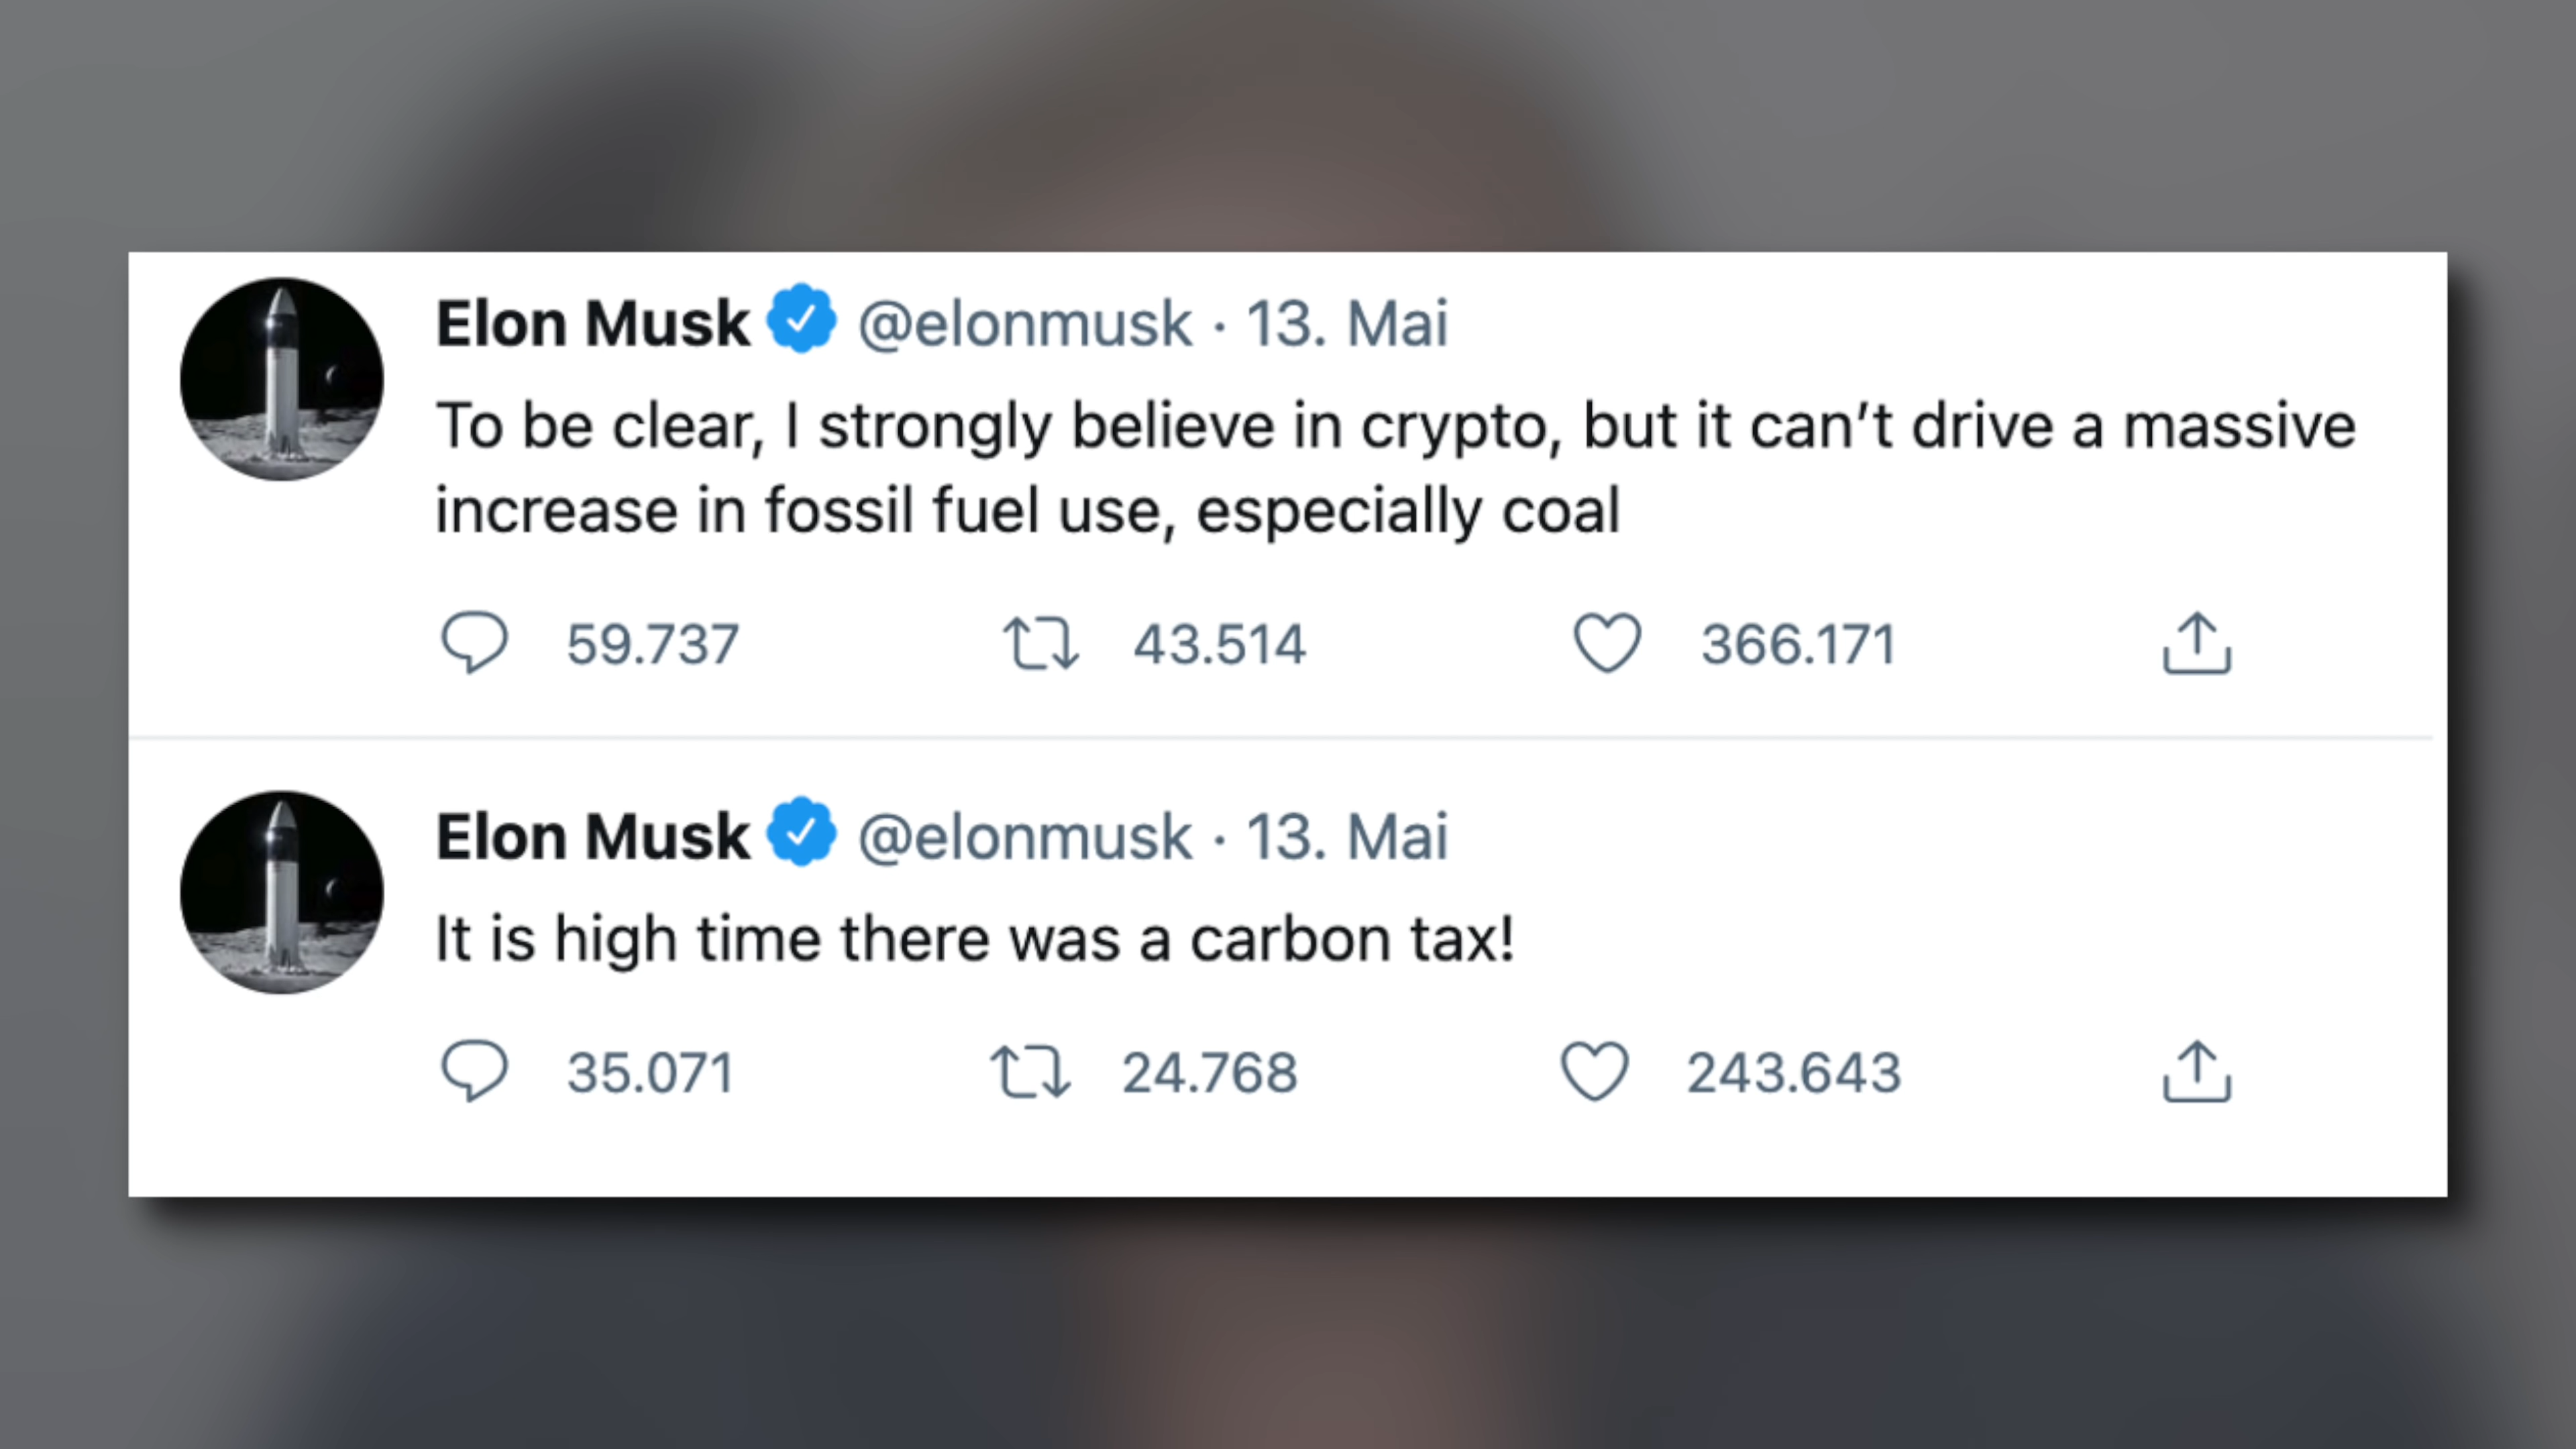 Elon Musk @elonmusk · 13. Mai
To be clear, I strongly believe in crypto, but it can’t drive a massive
increase in fossil fuel use, especially coal
59.737 43.514 366.171
Elon Musk @elonmusk · 13. Mai
It is high time there was a carbon tax!
35.071 24.768 243.643